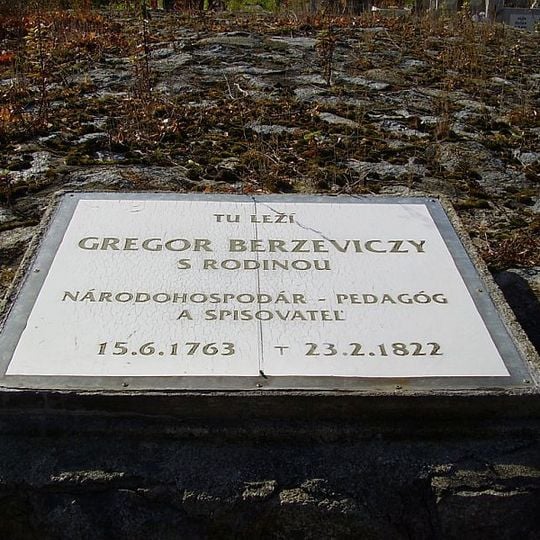 TU LEŽÍ
GREGOR BERZEVICZY
S RODINOU
NÁRODOHOSPODÁR - PEDAGÓG
A SPISOVATEĽ
15.6.1763 † 23.2.1822